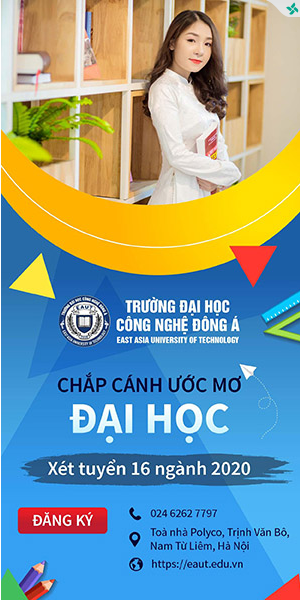 TRƯỜNG ĐẠI HỌC
CÔNG NGHỆ ĐÔNG Á
EAST ASIA UNIVERSITY OF TECHNOLOGY
EAUT
CHẮP CÁNH ƯỚC MƠ
ĐẠI HỌC
Xét tuyển 16 ngành 2020
ĐĂNG KÝ
024 6262 7797
Toà nhà Polyco, Trịnh Văn Bô,
Nam Từ Liêm, Hà Nội
https://eaut.edu.vn